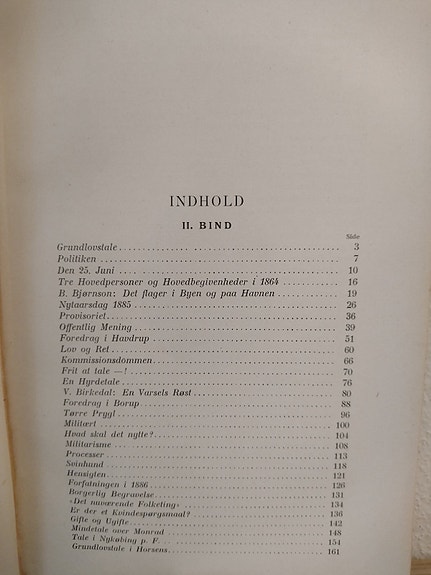 INDHOLD
II. BIND
Side
Grundlovstale 3
Politiken 7
Den 25. Juni 10
Tre Hovedpersoner og Hovedbegivenheder i 1864 16
B. Bjørnson: Det flager i Byen og paa Havnen 19
Nytaarsdag 1885 26
Provisoriet 36
Offentlig Mening 39
Foredrag i Havdrup 51
Lov og Ret 60
Kommissionsdommen 66
Frit at tale —! 70
En Hyrdetale 76
V. Birkedal: En Varsels Røst 80
Foredrag i Borup 88
Tørre Prygl 96
Militært 100
Hvad skal det nytte? 104
Militarisme 108
Processer 113
Svinhund 118
Hensigten 121
Forfatningen i 1886 126
Borgerlig Begravelse 131
»Det nuværende Folketing« 134
Er der et Kvindespørgsmaal? 136
Gifte og Ugifte 142
Mindetale over Monrad 148
Tale i Nykøbing p. F. 154
Grundlovstale i Horsens 161